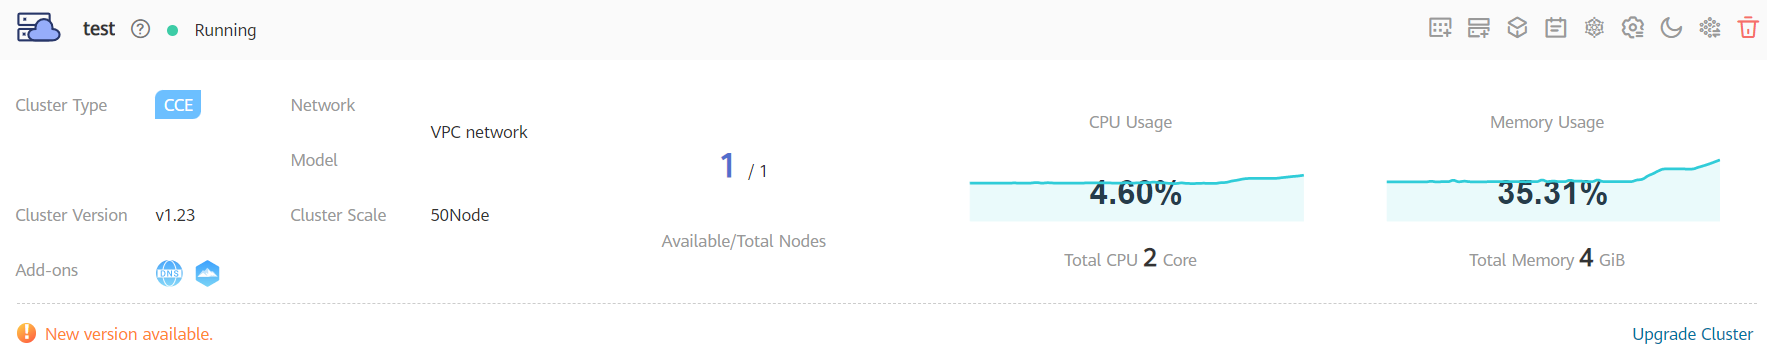 test ? Running
Cluster Type CCE
Network Model VPC network
Cluster Version v1.23
Cluster Scale 50Node
Add-ons DNS
1 / 1
Available/Total Nodes
CPU Usage
4.60%
Total CPU 2 Core
Memory Usage
35.31%
Total Memory 4 GiB
! New version available.
Upgrade Cluster